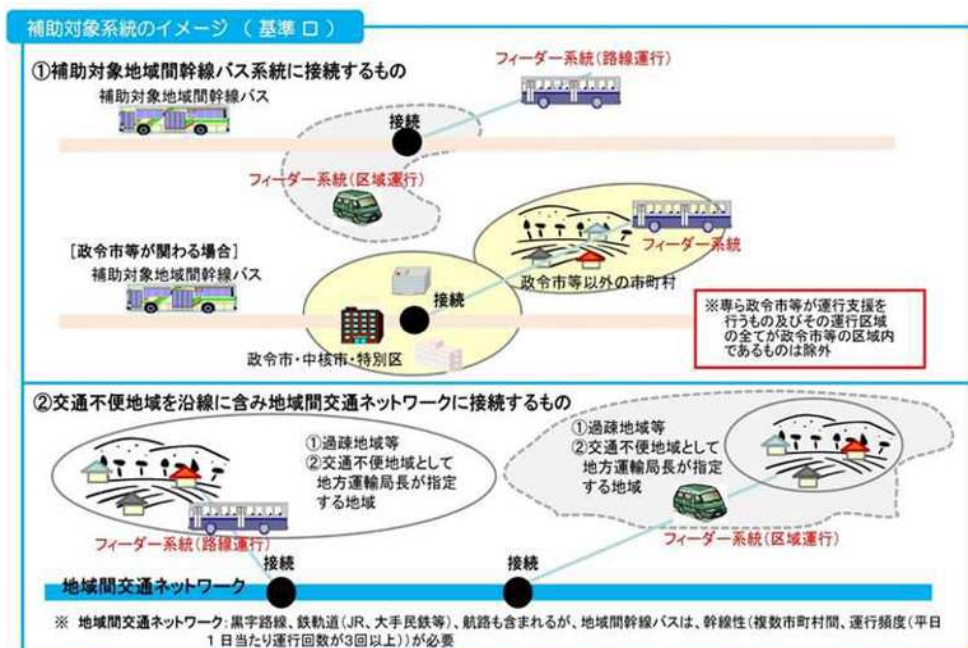 補助対象系統のイメージ （ 基準ロ ）
①補助対象地域間幹線バス系統に接続するもの
フィーダー系統(路線運行)
補助対象地域間幹線バス
接続
フィーダー系統(区域運行)
[政令市等が関わる場合]
補助対象地域間幹線バス
フィーダー系統
政令市等以外の市町村
接続
政令市・中核市・特別区
※専ら政令市等が運行支援を
行うもの及びその運行区域
の全てが政令市等の区域内
であるものは除外
②交通不便地域を沿線に含み地域間交通ネットワークに接続するもの
①過疎地域等
②交通不便地域として
地方運輸局長が指定
する地域
フィーダー系統(路線運行)
接続
①過疎地域等
②交通不便地域として
地方運輸局長が指定
する地域
フィーダー系統(区域運行)
接続
地域間交通ネットワーク
※ 地域間交通ネットワーク:黒字路線、鉄軌道(JR、大手民鉄等)、航路も含まれるが、地域間幹線バスは、幹線性(複数市町村間、運行頻度(平日
1日当たり運行回数が3回以上))が必要